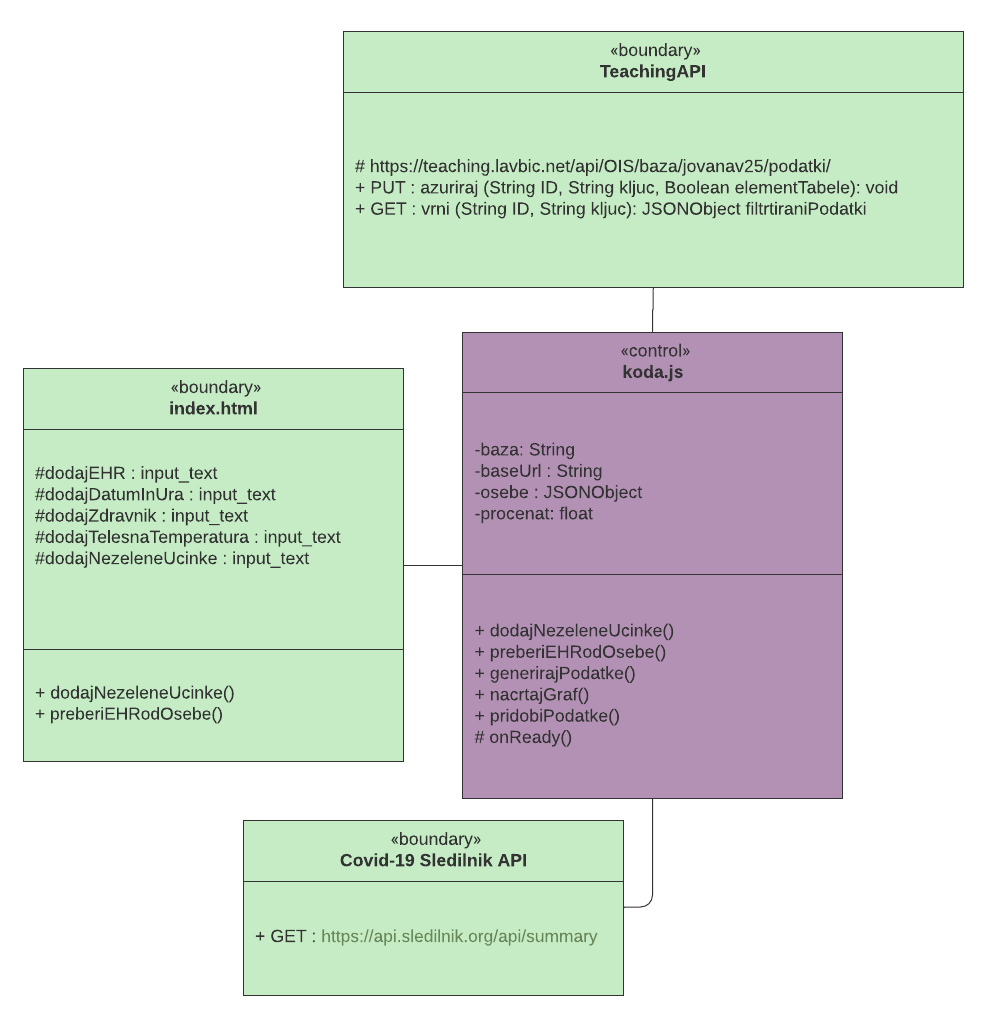 «boundary»
TeachingAPI
# https://teaching.lavbic.net/api/OIS/baza/jovanav25/podatki/
+ PUT : azuriraj (String ID, String kljuc, Boolean elementTabele): void
+ GET : vrni (String ID, String kljuc): JSONObject filtrtiraniPodatki
«control»
koda.js
-baza: String
-baseUrl : String
-osebe : JSONObject
-procenat: float
+ dodajNezeleneUcinke()
+ preberiEHRodOsebe()
+ generirajPodatke()
+ nacrtajGraf()
+ pridobiPodatke()
# onReady()
«boundary»
index.html
#dodajEHR : input_text
#dodajDatumInUra : input_text
#dodajZdravnik : input_text
#dodajTelesnaTemperatura : input_text
#dodajNezeleneUcinke : input_text
+ dodajNezeleneUcinke()
+ preberiEHRodOsebe()
«boundary»
Covid-19 Sledilnik API
+ GET : https://api.sledilnik.org/api/summary